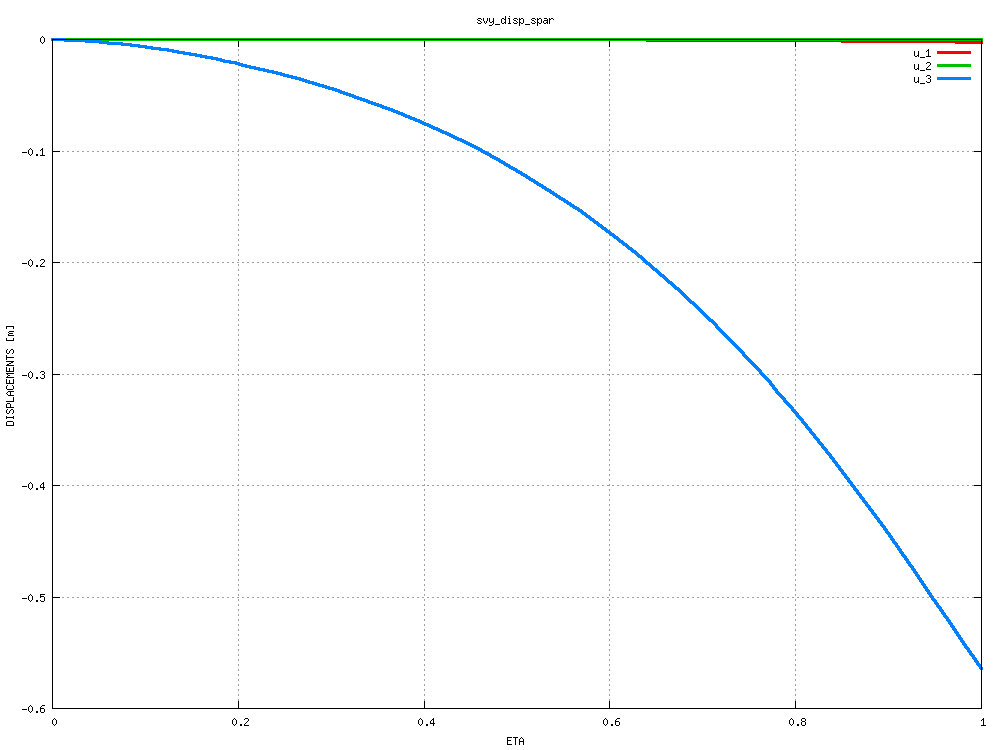 svy_disp_spar
u_1
u_2
u_3
DISPLACEMENTS [m]
0
-0.1
-0.2
-0.3
-0.4
-0.5
-0.6
0 0.2 0.4 0.6 0.8 1
ETA